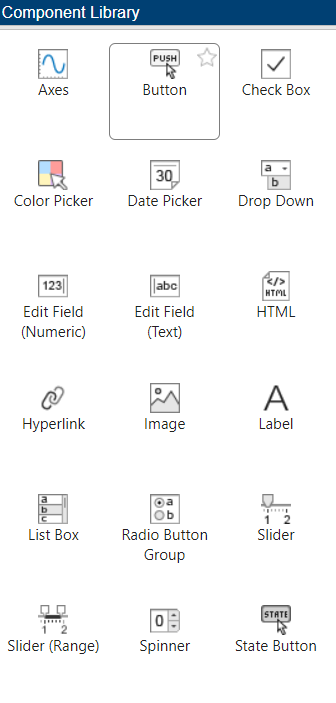 Component Library
PUSH
Axes
Button
Check Box
30
a
b
Color Picker
Date Picker
Drop Down
123
abc
</>
HTML
Edit Field
(Numeric)
Edit Field
(Text)
HTML
A
Hyperlink
Image
Label
a
b
c
a
b
1 2
List Box
Radio Button
Group
Slider
1 2
0
STATE
Slider (Range)
Spinner
State Button